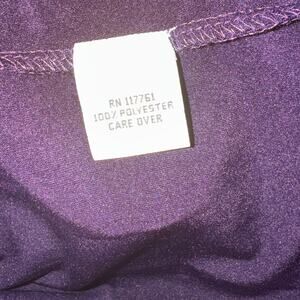 RN 117761
100% POLYESTER
CARE OVER